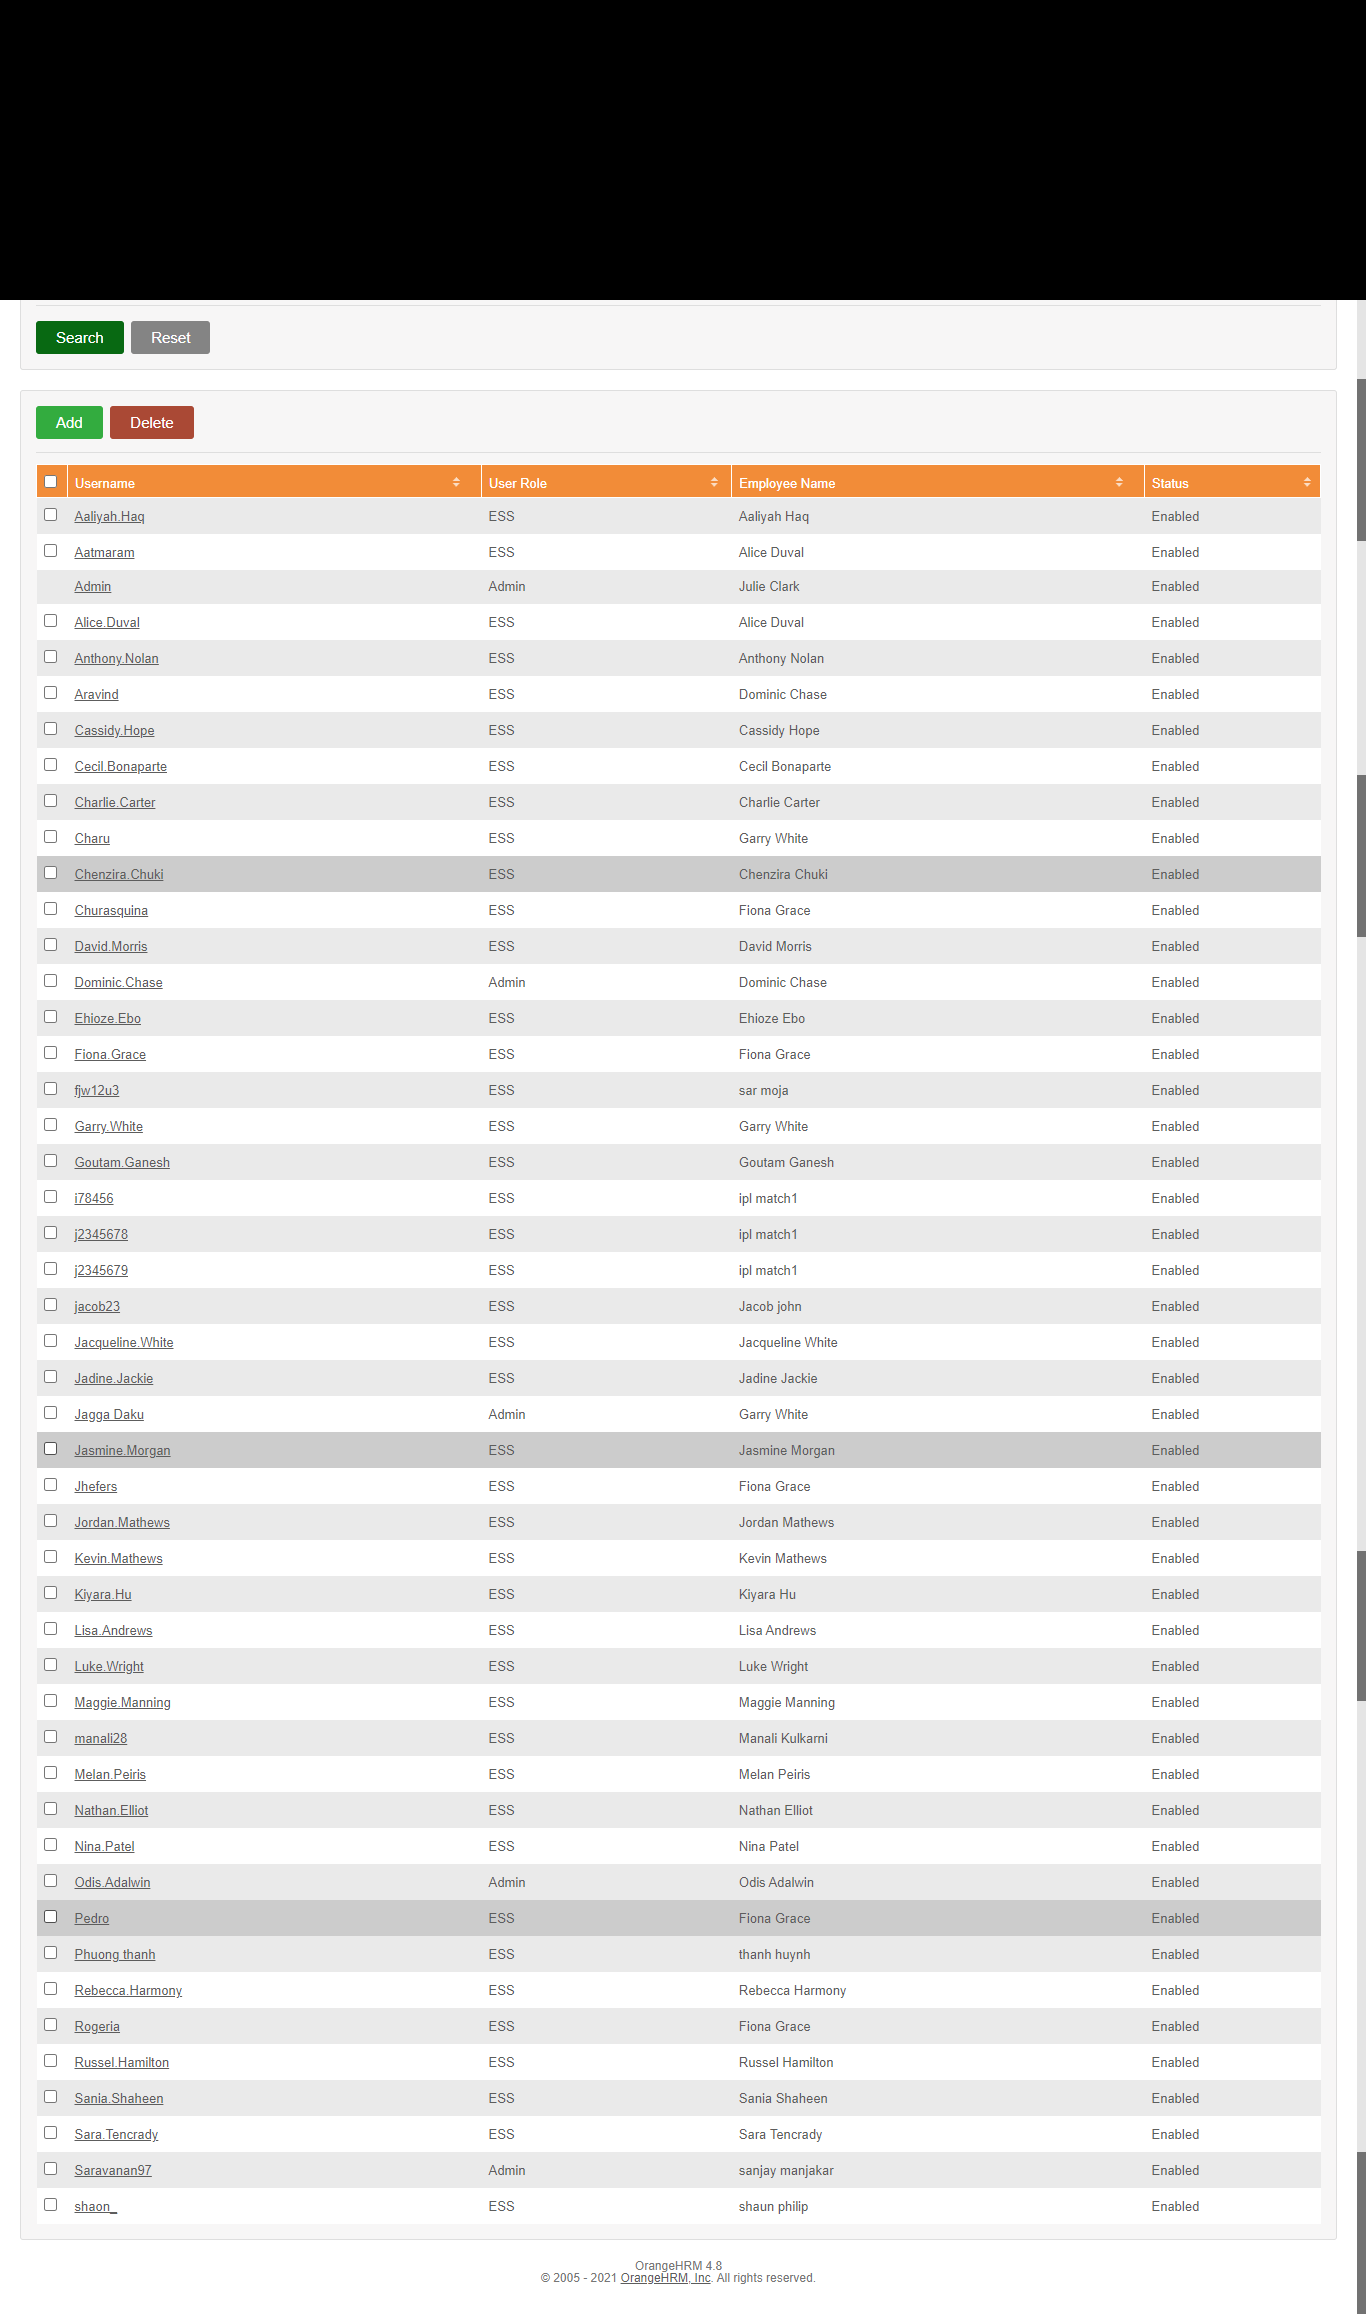 Search Reset
Add Delete
Username User Role Employee Name Status
Aaliyah.Haq ESS Aaliyah Haq Enabled
Aatmaram ESS Alice Duval Enabled
Admin Admin Julie Clark Enabled
Alice.Duval ESS Alice Duval Enabled
Anthony.Nolan ESS Anthony Nolan Enabled
Aravind ESS Dominic Chase Enabled
Cassidy.Hope ESS Cassidy Hope Enabled
Cecil.Bonaparte ESS Cecil Bonaparte Enabled
Charlie.Carter ESS Charlie Carter Enabled
Charu ESS Garry White Enabled
Chenzira.Chuki ESS Chenzira Chuki Enabled
Churasquina ESS Fiona Grace Enabled
David.Morris ESS David Morris Enabled
Dominic.Chase Admin Dominic Chase Enabled
Ehioze.Ebo ESS Ehioze Ebo Enabled
Fiona.Grace ESS Fiona Grace Enabled
fjw12u3 ESS sar moja Enabled
Garry.White ESS Garry White Enabled
Goutam.Ganesh ESS Goutam Ganesh Enabled
i78456 ESS ipl match1 Enabled
j2345678 ESS ipl match1 Enabled
j2345679 ESS ipl match1 Enabled
jacob23 ESS Jacob john Enabled
Jacqueline.White ESS Jacqueline White Enabled
Jadine.Jackie ESS Jadine Jackie Enabled
Jagga Daku Admin Garry White Enabled
Jasmine.Morgan ESS Jasmine Morgan Enabled
Jhefers ESS Fiona Grace Enabled
Jordan.Mathews ESS Jordan Mathews Enabled
Kevin.Mathews ESS Kevin Mathews Enabled
Kiyara.Hu ESS Kiyara Hu Enabled
Lisa.Andrews ESS Lisa Andrews Enabled
Luke.Wright ESS Luke Wright Enabled
Maggie.Manning ESS Maggie Manning Enabled
manali28 ESS Manali Kulkarni Enabled
Melan.Peiris ESS Melan Peiris Enabled
Nathan.Elliot ESS Nathan Elliot Enabled
Nina.Patel ESS Nina Patel Enabled
Odis.Adalwin Admin Odis Adalwin Enabled
Pedro ESS Fiona Grace Enabled
Phuong thanh ESS thanh huynh Enabled
Rebecca.Harmony ESS Rebecca Harmony Enabled
Rogeria ESS Fiona Grace Enabled
Russel.Hamilton ESS Russel Hamilton Enabled
Sania.Shaheen ESS Sania Shaheen Enabled
Sara.Tencrady ESS Sara Tencrady Enabled
Saravanan97 Admin sanjay manjakar Enabled
shaon_ ESS shaun philip Enabled
OrangeHRM 4.8
© 2005 - 2021 OrangeHRM, Inc. All rights reserved.